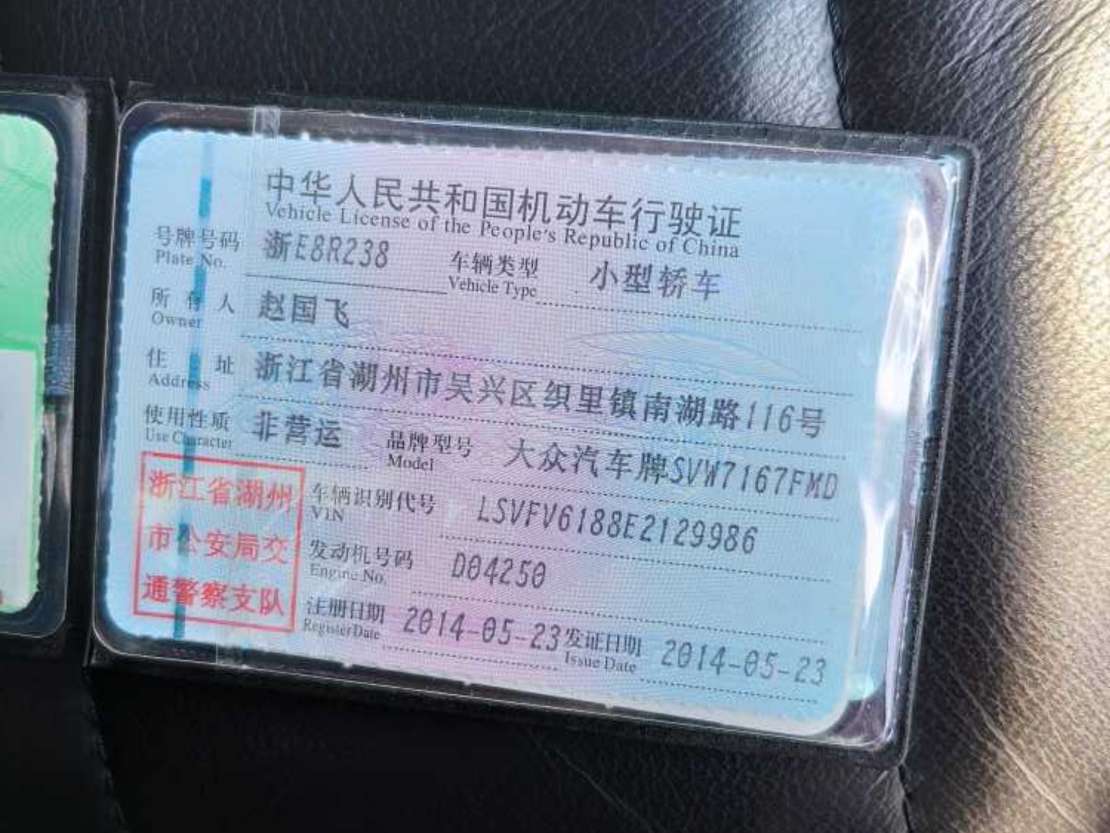 中华人民共和国机动车行驶证
Vehicle License of the People's Republic of China
号牌号码 浙E8R238 车辆类型 小型轿车
Plate No. Vehicle Type
所有人 赵国飞
Owner
住址 浙江省湖州市吴兴区织里镇南湖路116号
Address
使用性质 非营运 品牌型号 大众汽车牌SVW7167FMD
Use Character Model
浙江省湖州
市公安局交
通警察支队
车辆识别代号 LSVFV6188E2129986
VIN
发动机号码 D04250
Engine No.
注册日期 2014-05-23 发证日期 2014-05-23
Register Date Issue Date